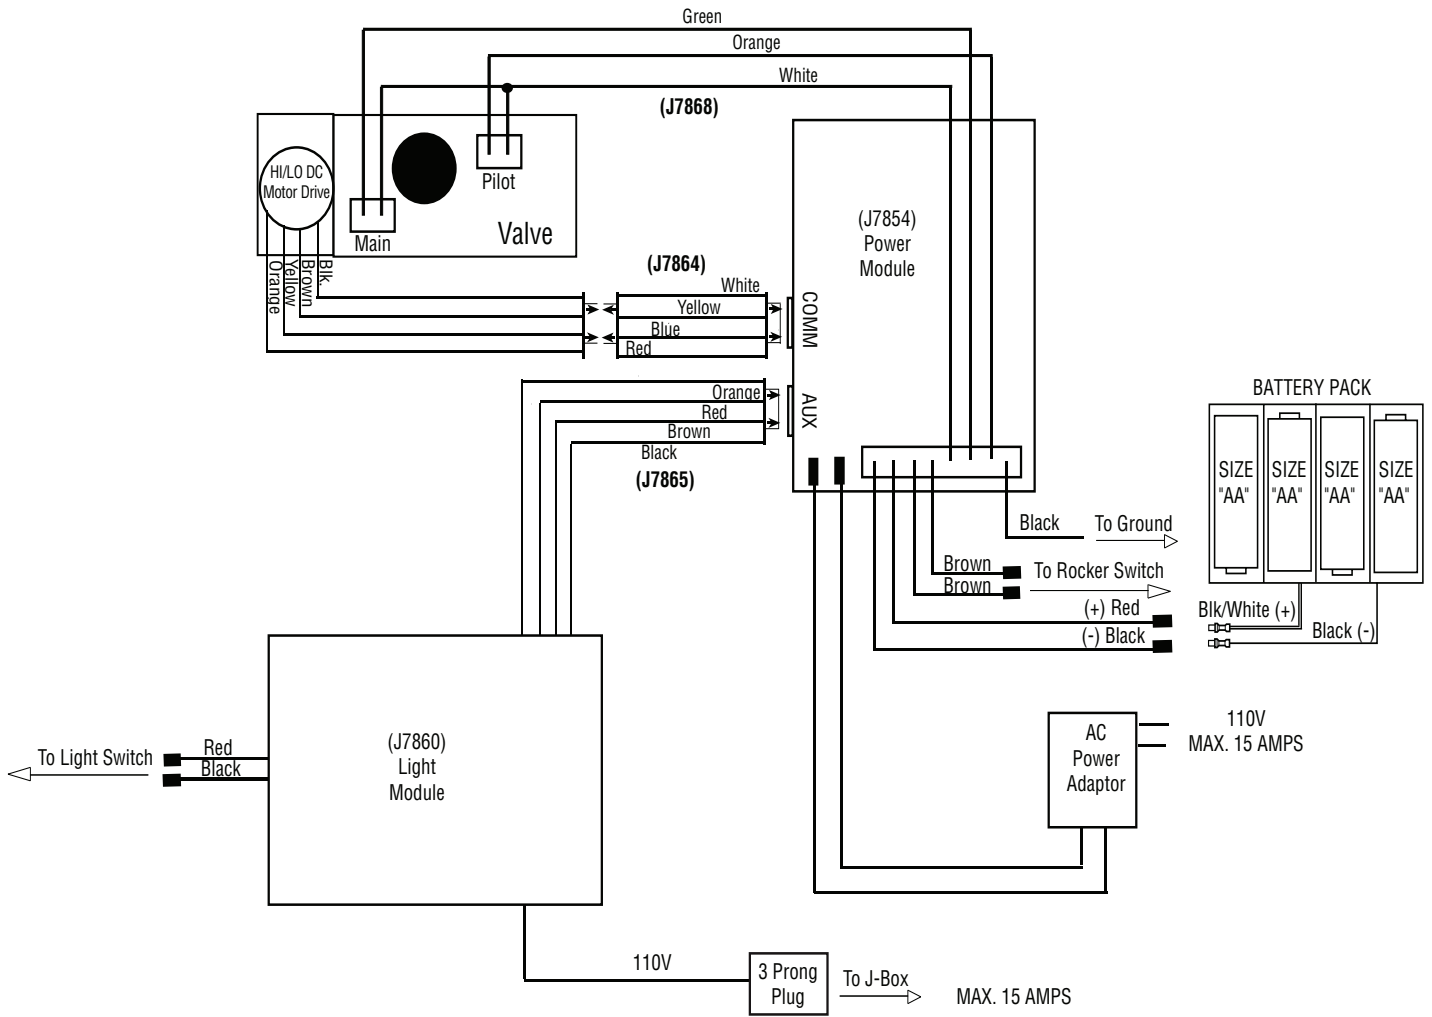 Green
Orange
White
(J7868)
HI/LO DC
Motor Drive
Pilot
Main
Valve
Orange
Yellow
Brown
Blk.
(J7864)
White
Yellow
Blue
Red
COMM
(J7854)
Power
Module
AUX
Orange
Red
Brown
Black
(J7865)
BATTERY PACK
SIZE
"AA"
SIZE
"AA"
SIZE
"AA"
SIZE
"AA"
Black
To Ground
Brown
Brown
To Rocker Switch
(+) Red
(-) Black
Blk/White (+)
Black (-)
To Light Switch
Red
Black
(J7860)
Light
Module
AC
Power
Adaptor
110V
MAX. 15 AMPS
110V
3 Prong
Plug
To J-Box
MAX. 15 AMPS